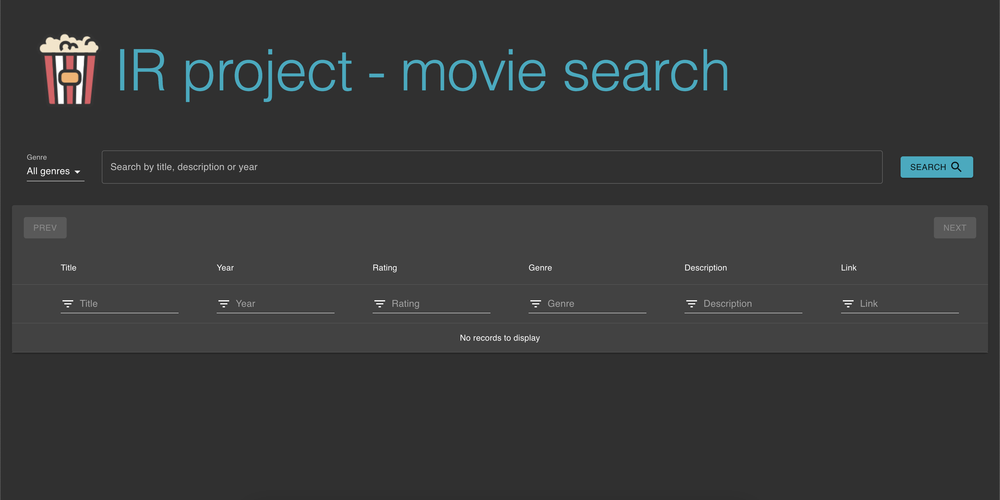 IR project - movie search
Genre
All genres
Search by title, description or year
SEARCH
PREV
NEXT
Title Year Rating Genre Description Link
Title Year Rating Genre Description Link
No records to display